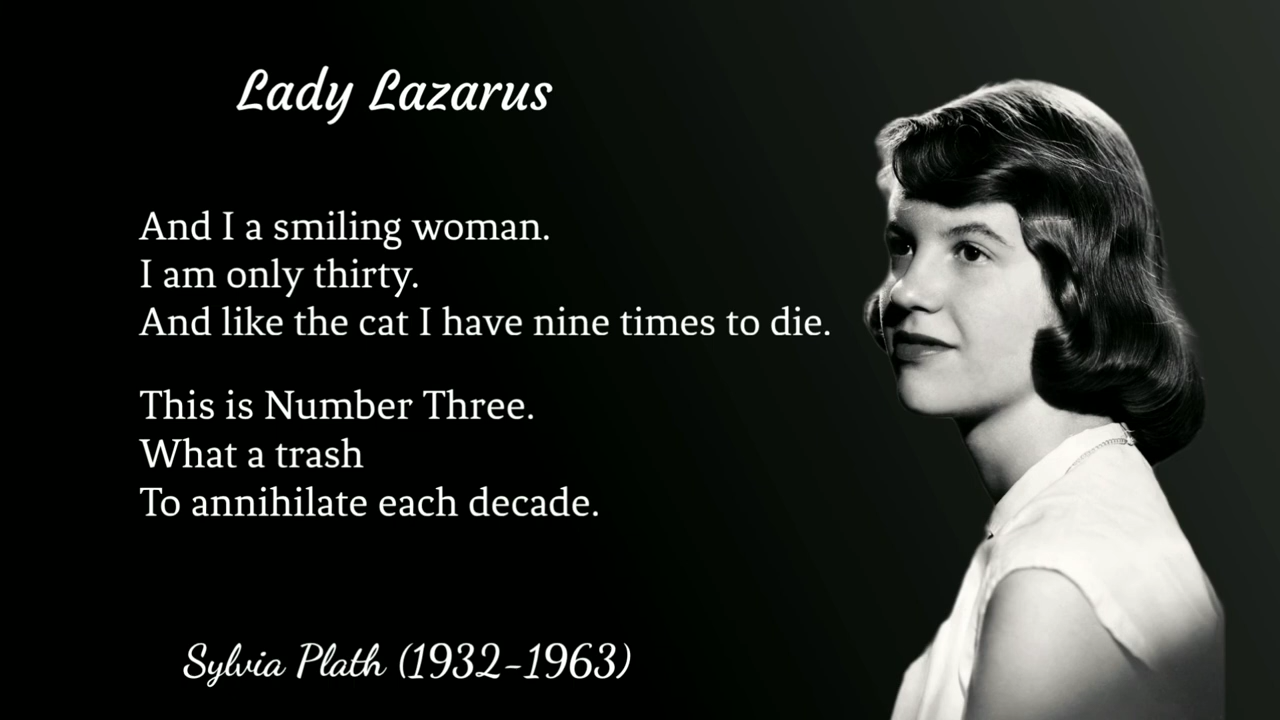 Lady Lazarus
And I a smiling woman.
I am only thirty.
And like the cat I have nine times to die.
This is Number Three.
What a trash
To annihilate each decade.
Sylvia Plath (1932-1963)